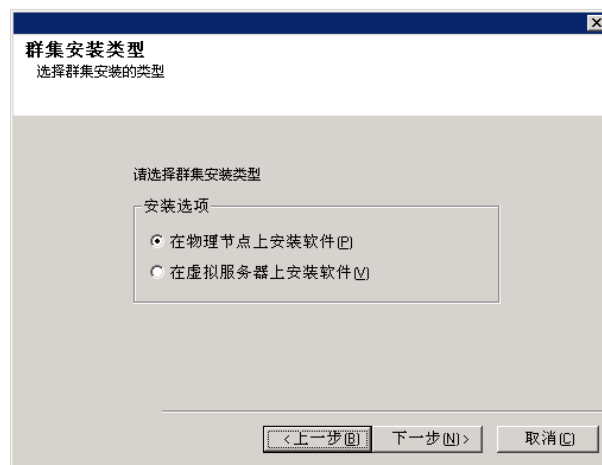 群集安装类型
选择群集安装的类型
请选择群集安装类型
安装选项
在物理节点上安装软件(P)
在虚拟服务器上安装软件(V)
<上一步(B) 下一步(N)> 取消(C)